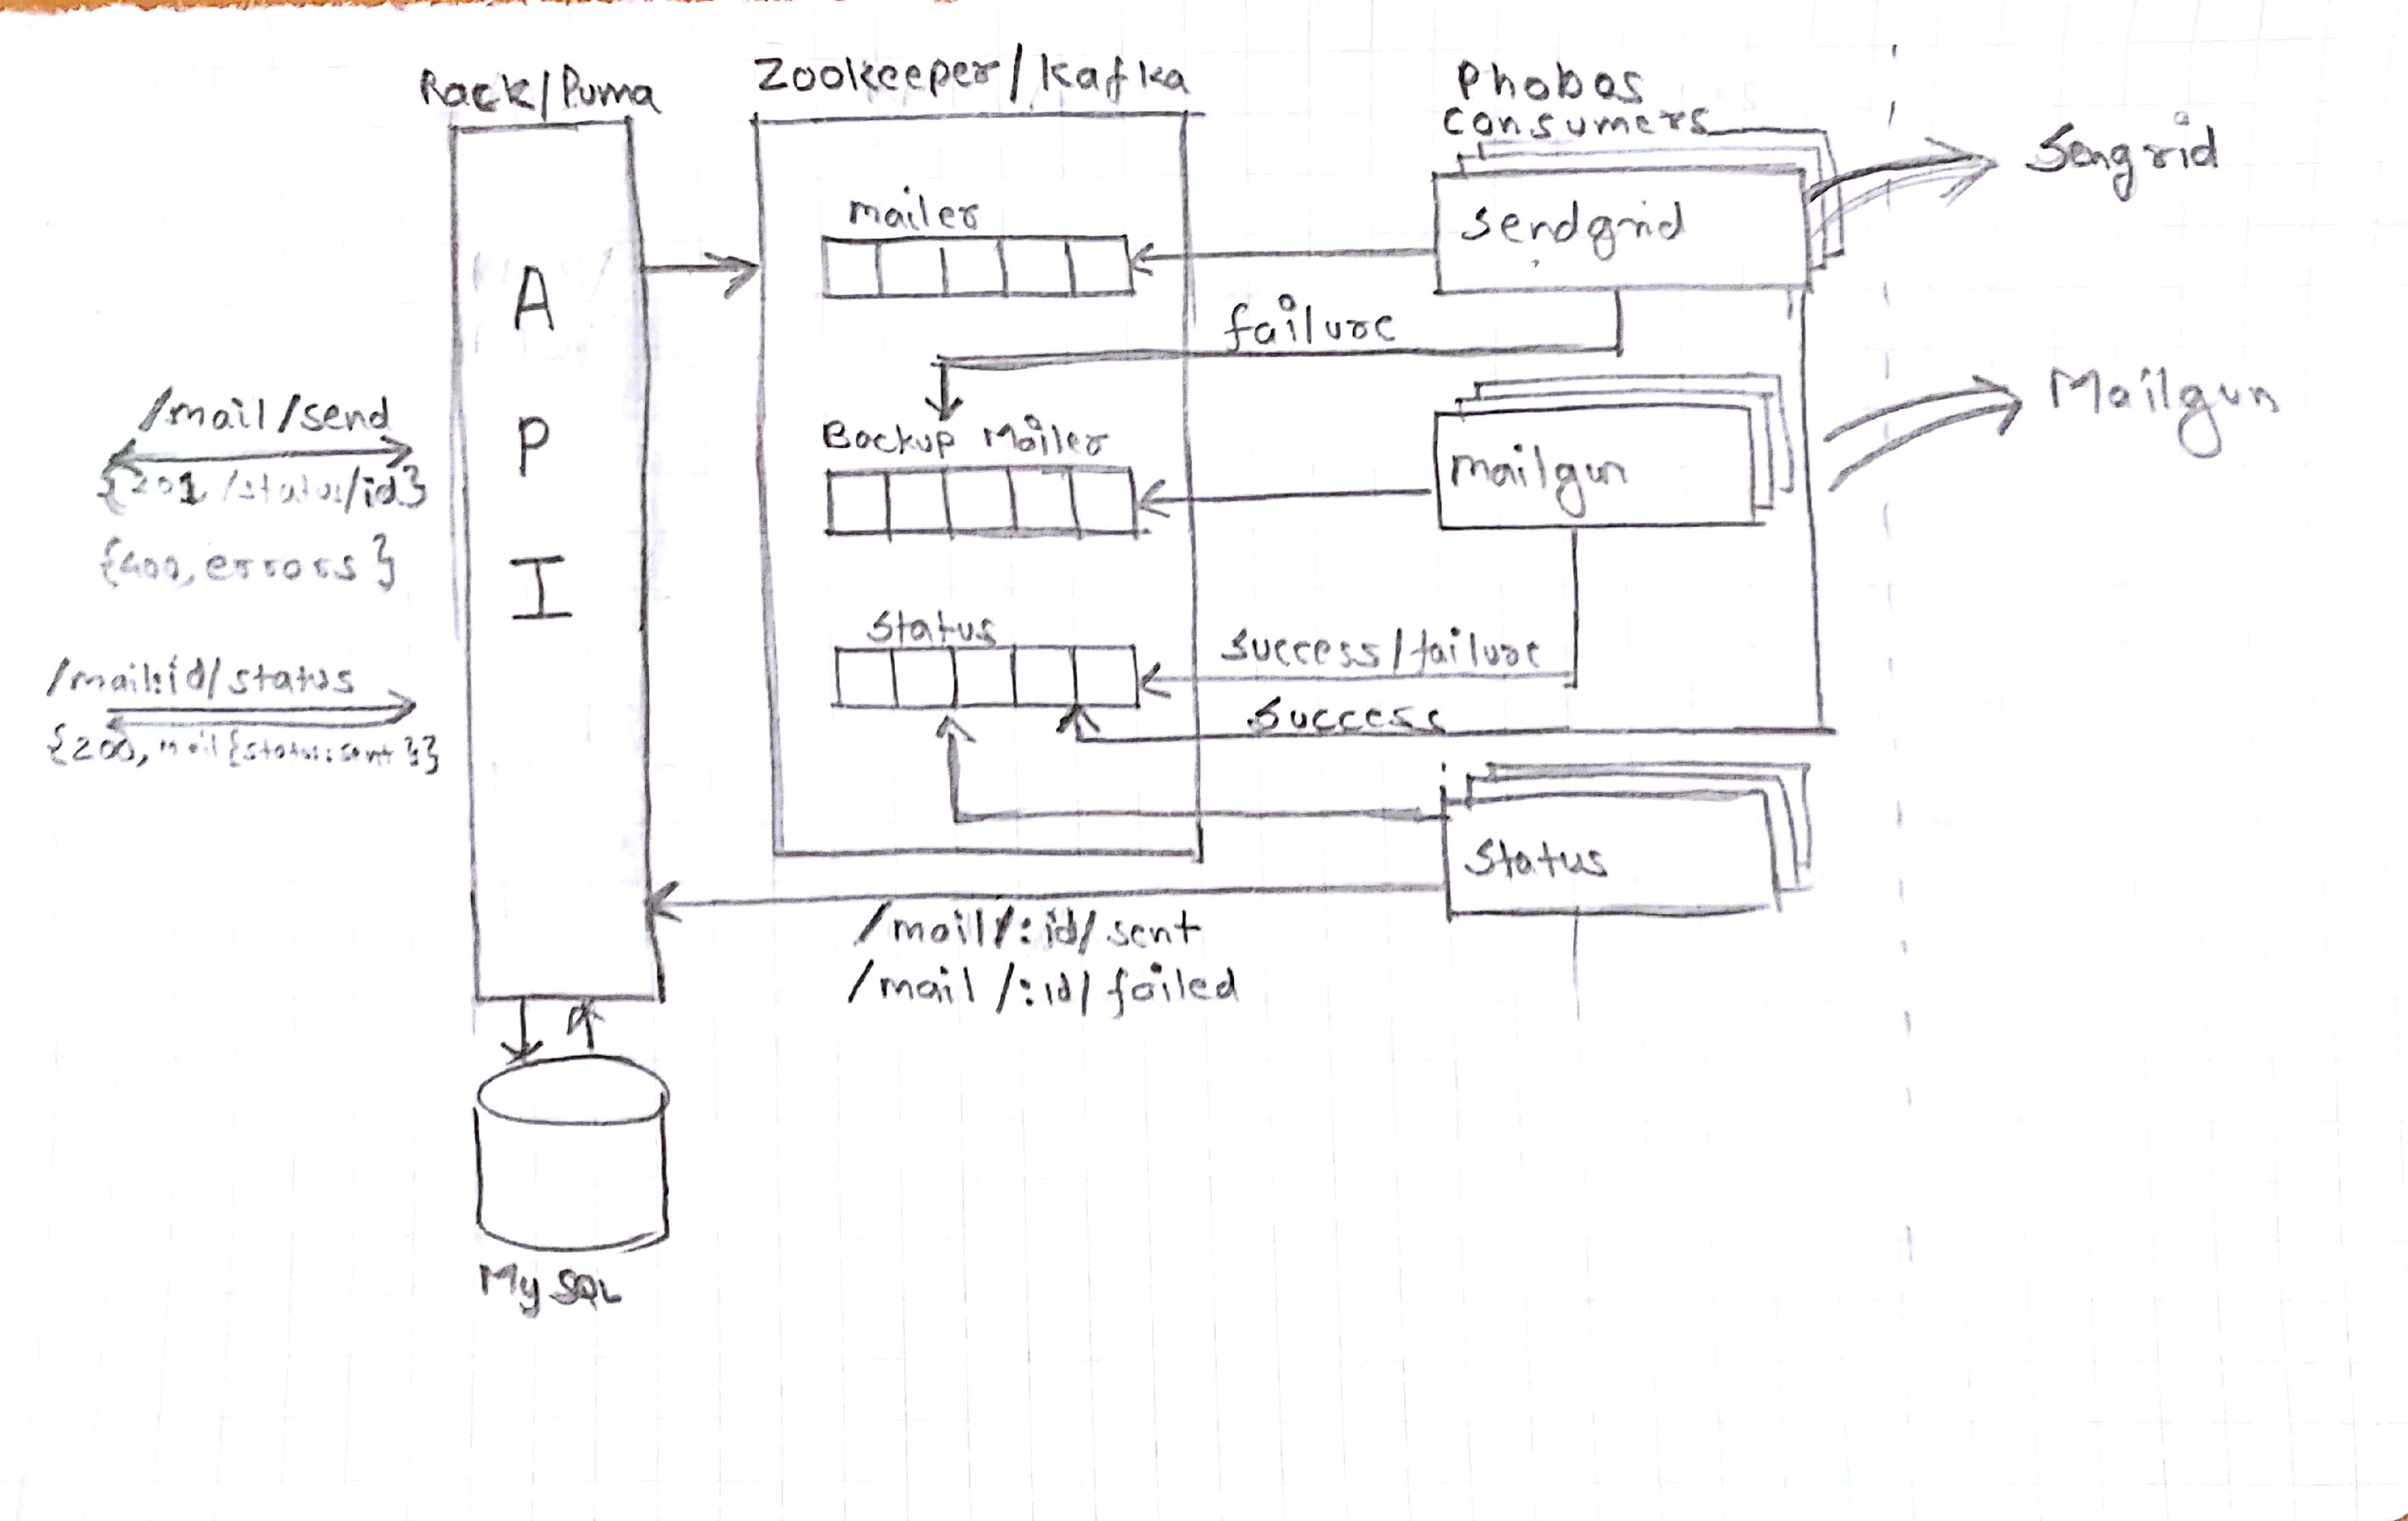 Rack/Puma
Zookeeper/Kafka
Phobos
Consumers
Sengrid
mailer
sendgrid
A
P
I
failure
/mail/send
{201, /status/id}
{400, errors}
Backup Mailer
mailgun
Mailgun
Status
success/failure
/mail:id/status
{200, mail{status:sent}}
success
Status
/mail/:id/sent
/mail/:id/failed
MySQL